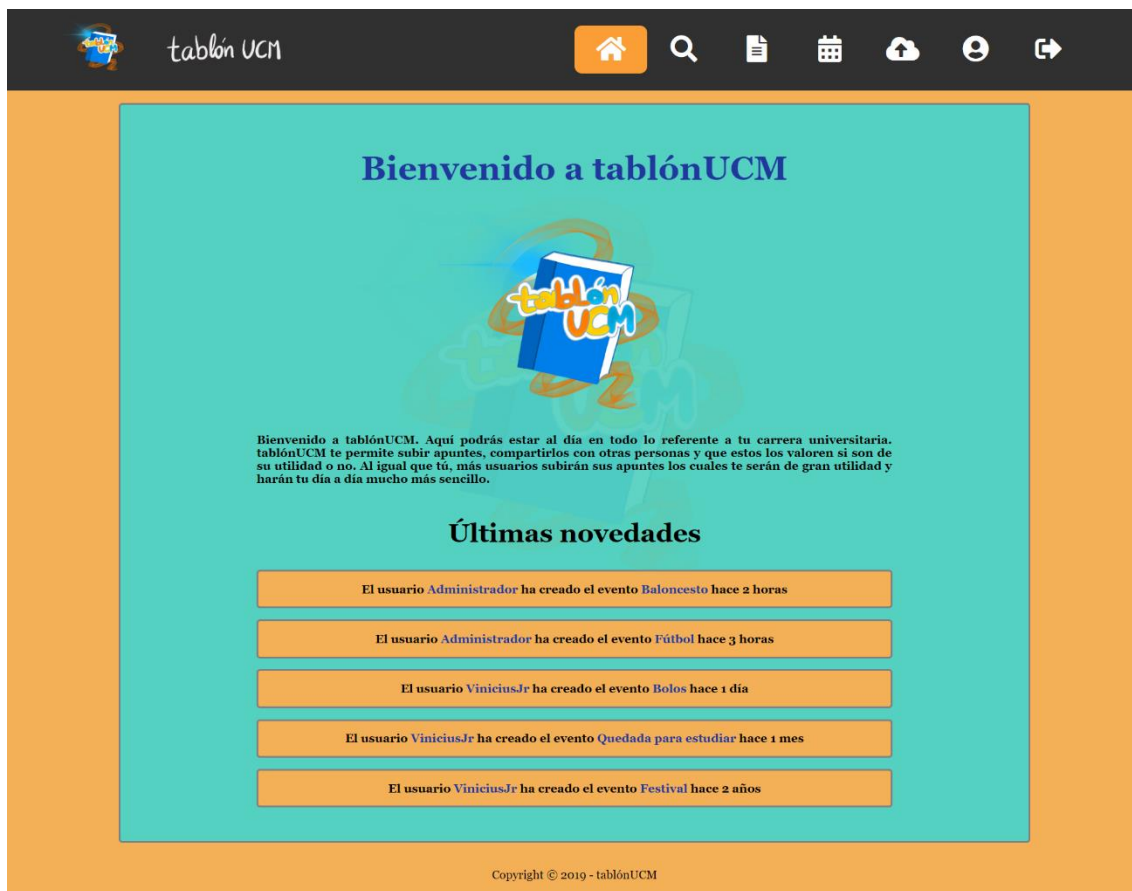 tablón UCM
tablón UCM
Bienvenido a tablónUCM
tablón
UCM
Bienvenido a tablónUCM. Aquí podrás estar al día en todo lo referente a tu carrera universitaria.
tablónUCM te permite subir apuntes, compartirlos con otras personas y que estos los valoren si son de
su utilidad o no. Al igual que tú, más usuarios subirán sus apuntes los cuales te serán de gran utilidad y
harán tu día a día mucho más sencillo.
Últimas novedades
El usuario Administrador ha creado el evento Baloncesto hace 2 horas
El usuario Administrador ha creado el evento Fútbol hace 3 horas
El usuario ViniciusJr ha creado el evento Bolos hace 1 día
El usuario ViniciusJr ha creado el evento Quedada para estudiar hace 1 mes
El usuario ViniciusJr ha creado el evento Festival hace 2 años
Copyright © 2019 - tablónUCM